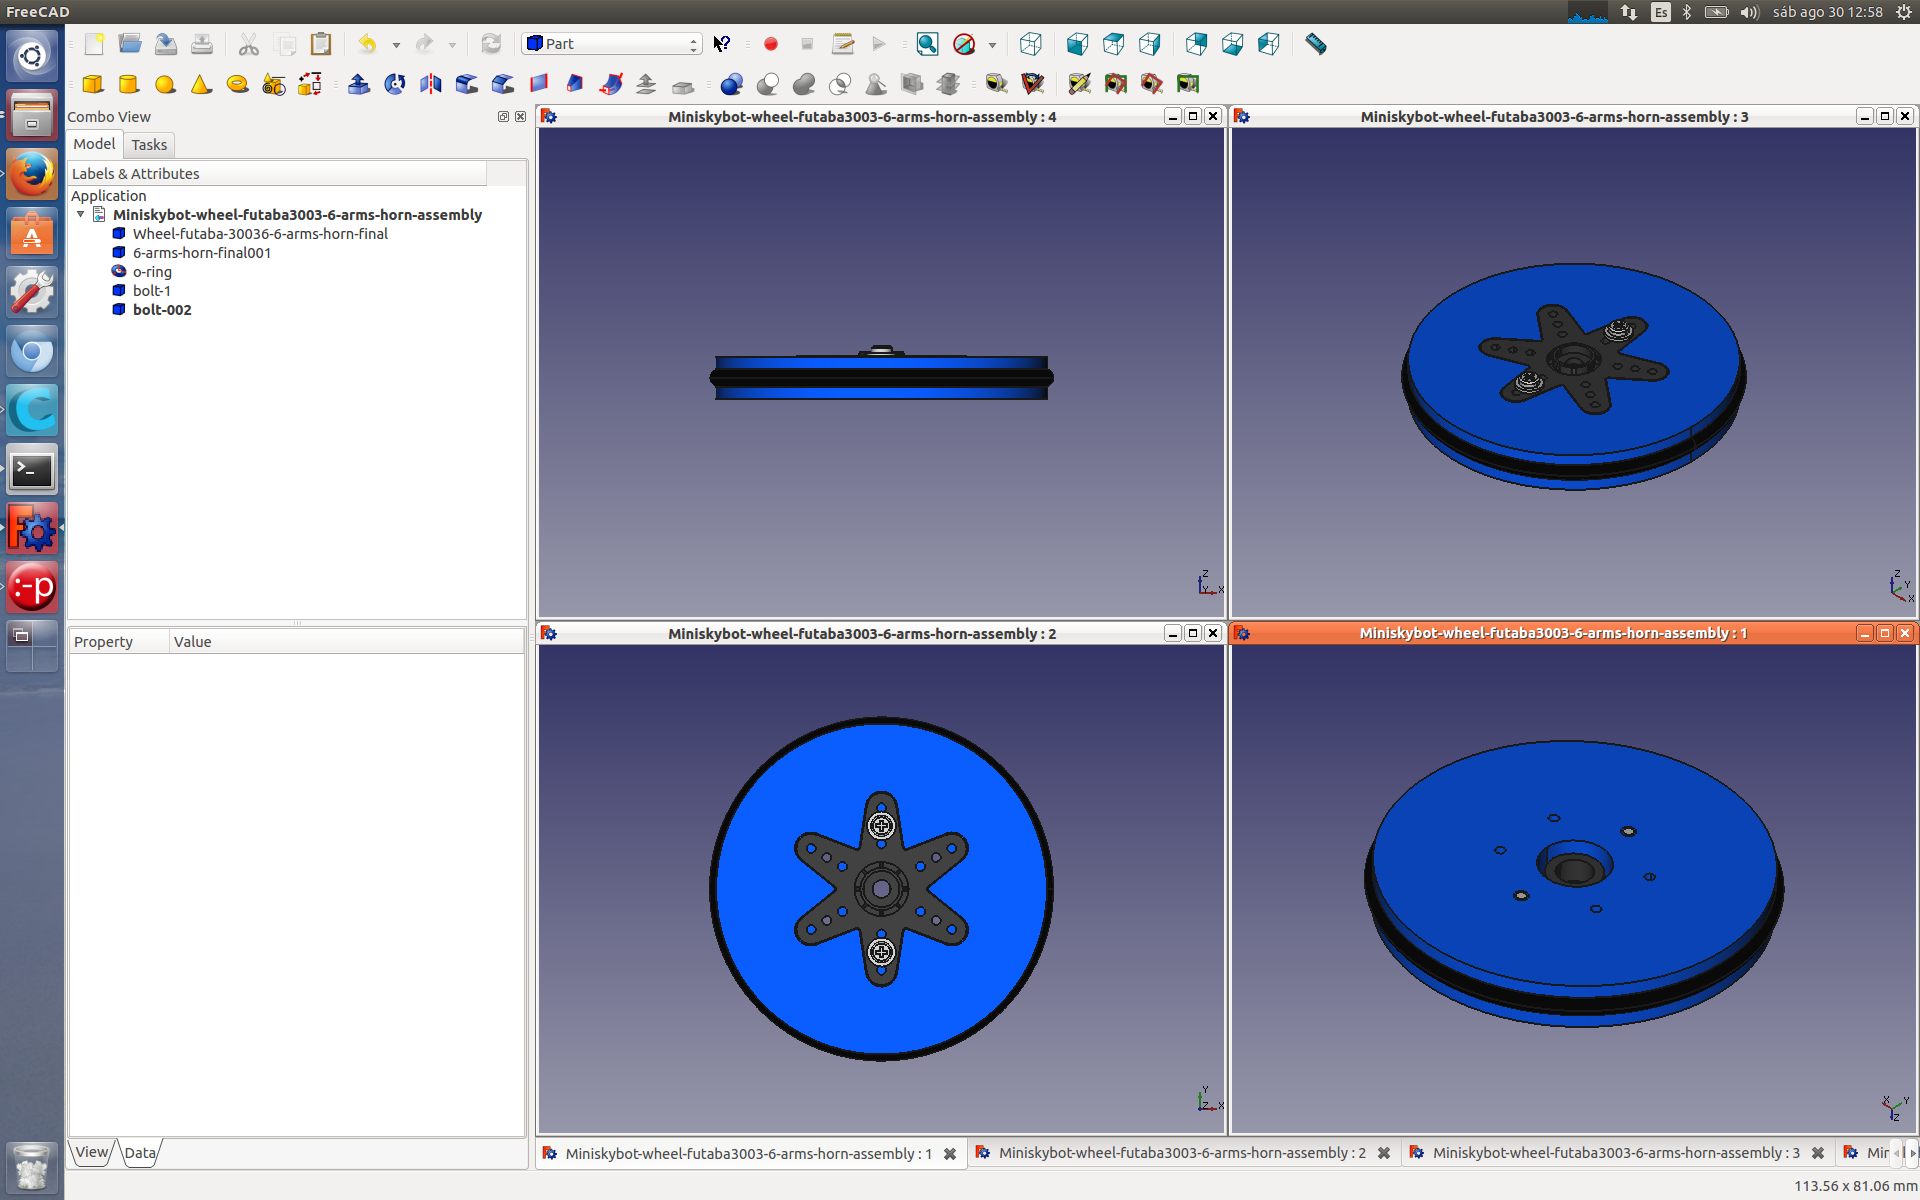 FreeCAD
Es
sáb ago 30 12:58
Part
Combo View
Model
Tasks
Labels & Attributes
Application
Miniskybot-wheel-futaba3003-6-arms-horn-assembly
Wheel-futaba-30036-6-arms-horn-final
6-arms-horn-final001
o-ring
bolt-1
bolt-002
Property
Value
View
Data
Miniskybot-wheel-futaba3003-6-arms-horn-assembly : 4
Z
Y
X
Miniskybot-wheel-futaba3003-6-arms-horn-assembly : 3
Z
Y
X
Miniskybot-wheel-futaba3003-6-arms-horn-assembly : 2
Y
Z
X
Miniskybot-wheel-futaba3003-6-arms-horn-assembly : 1
X
Y
Z
Miniskybot-wheel-futaba3003-6-arms-horn-assembly : 1
Miniskybot-wheel-futaba3003-6-arms-horn-assembly : 2
Miniskybot-wheel-futaba3003-6-arms-horn-assembly : 3
113.56 x 81.06 mm
:-p
>_